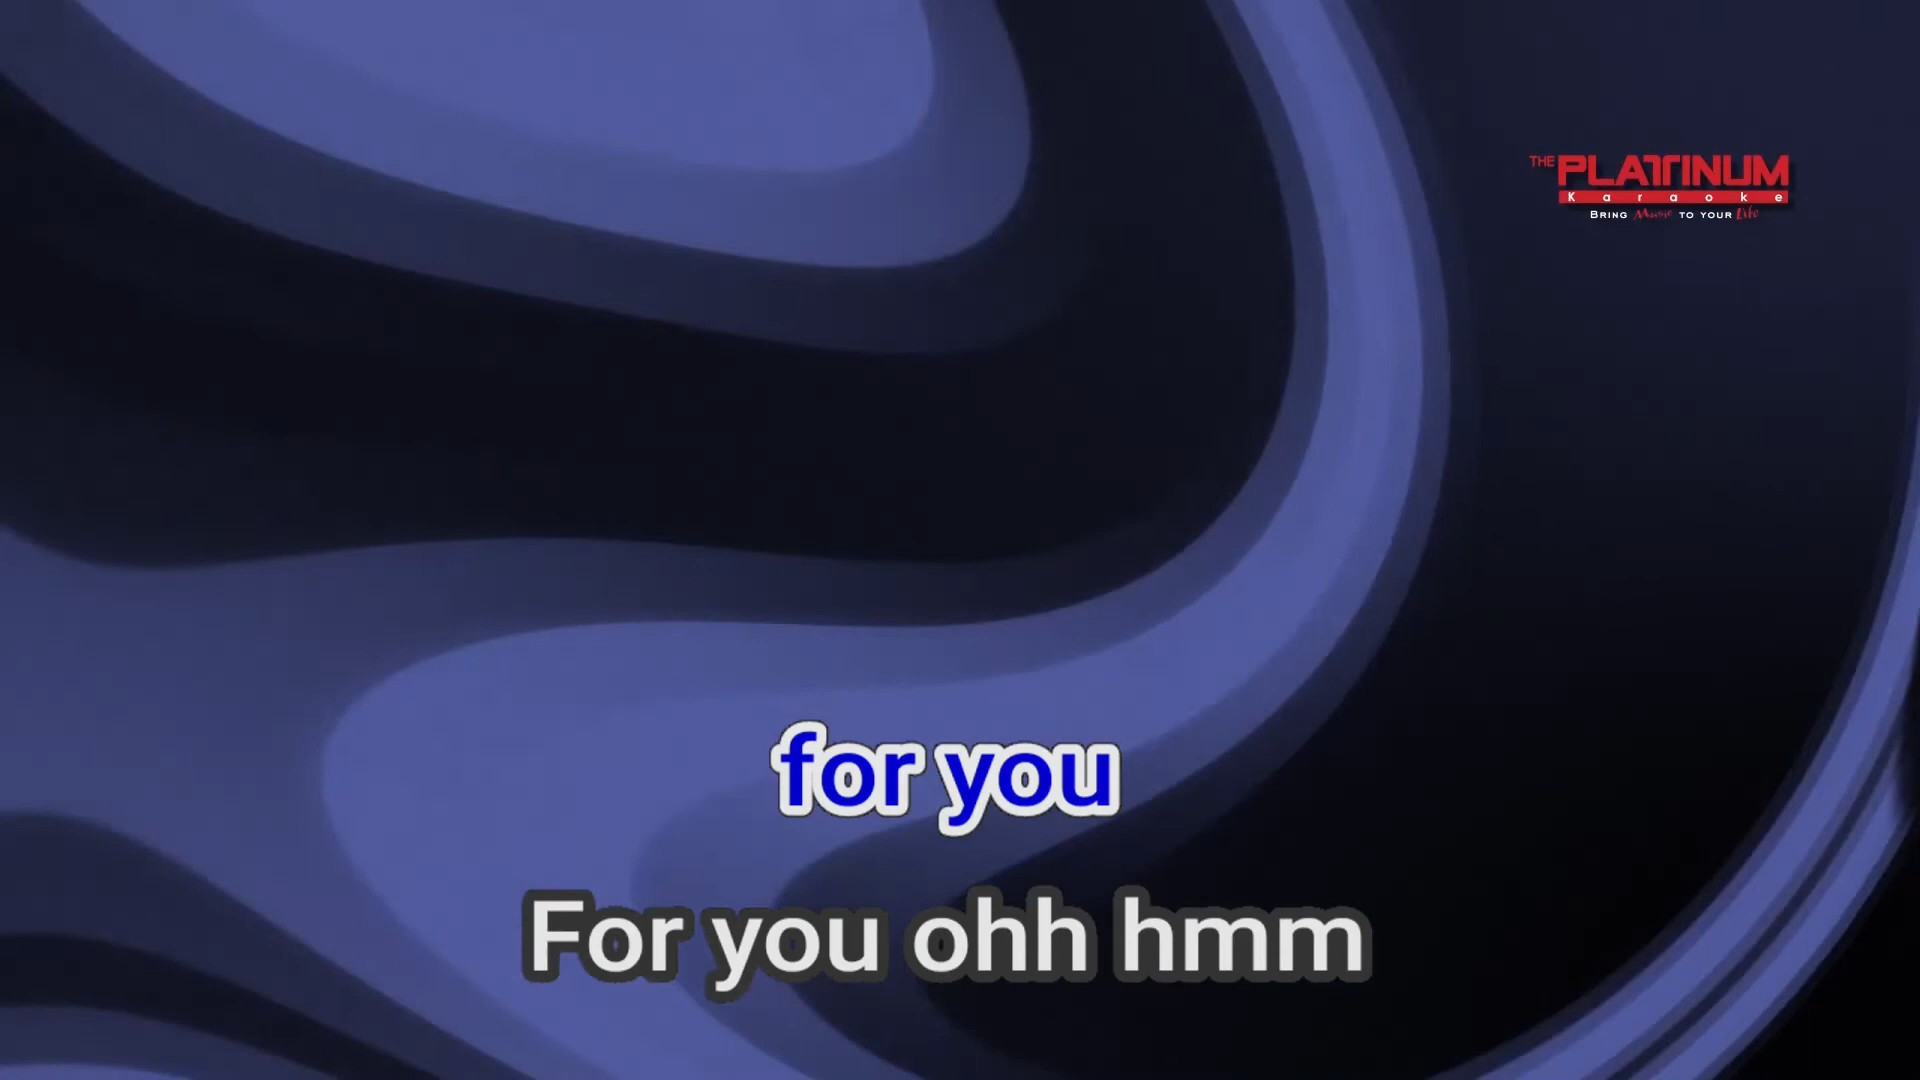 THE PLATINUM
Karaoke
BRING Music TO YOUR Life
for you
For you ohh hmm